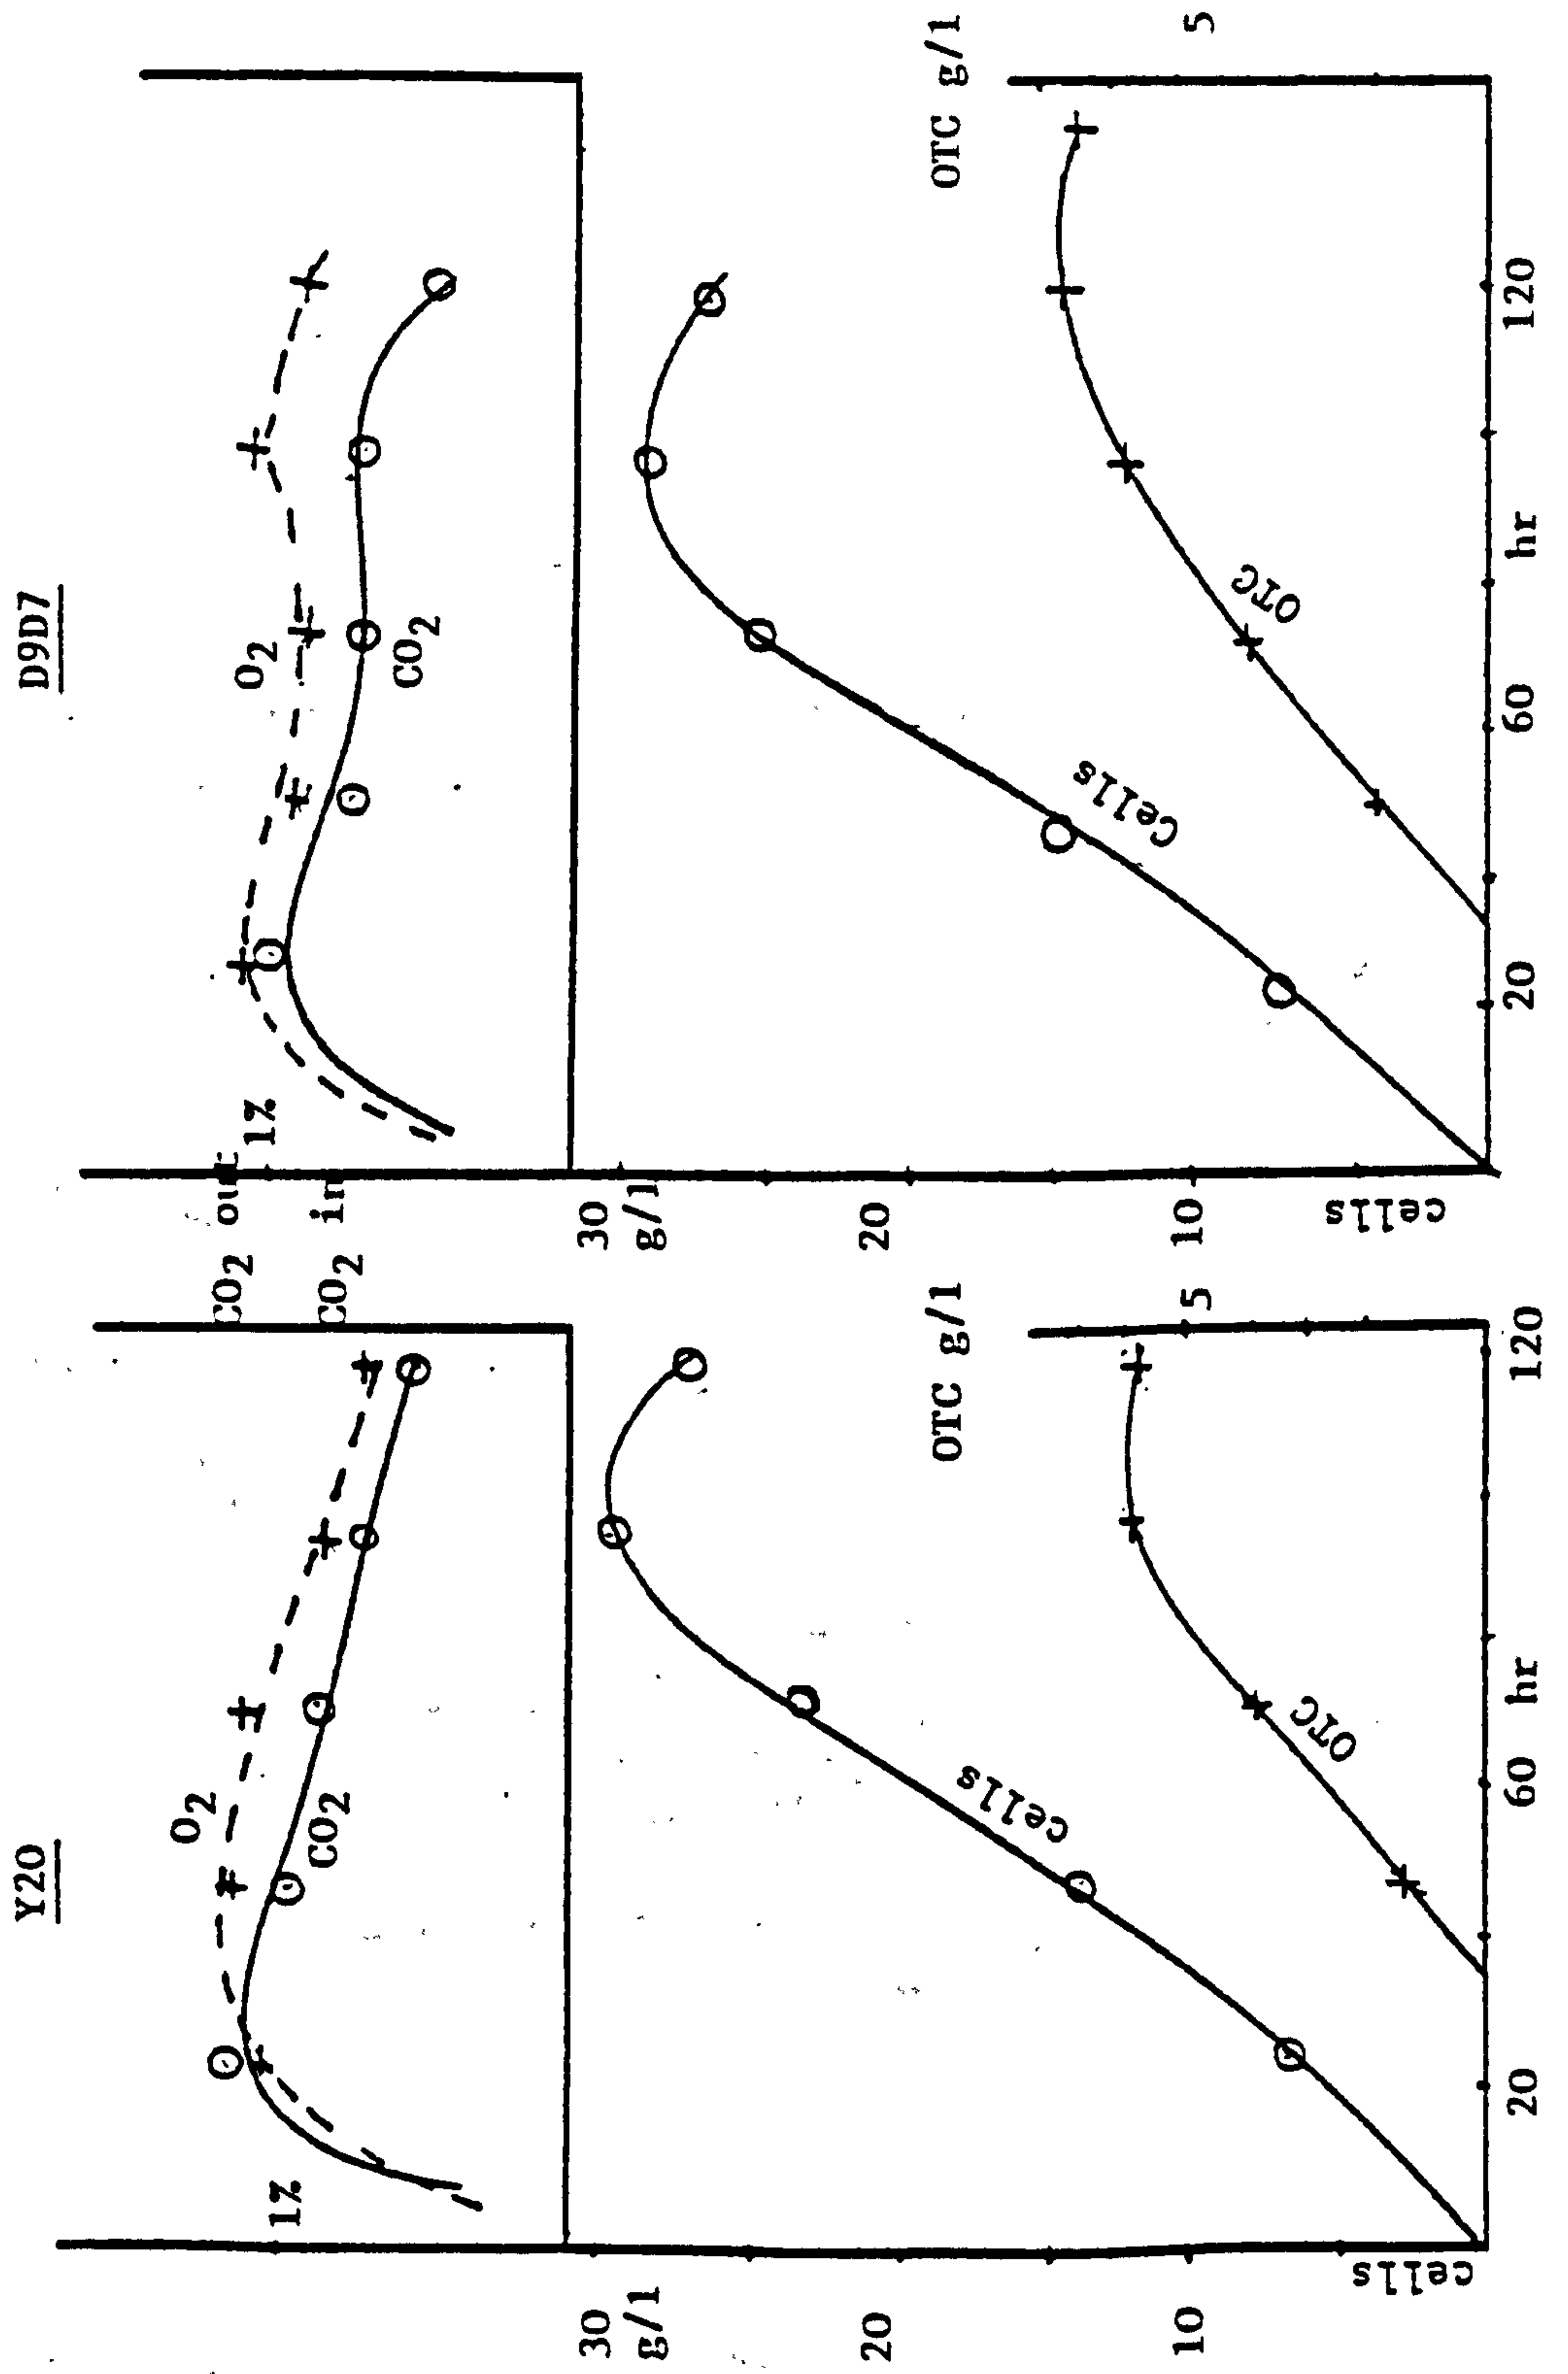 Y20
O2
CO2
1%
30
g/l
20
10
cells
cells
OTC
OTC g/l
5
20
60
hr
120
D9D7
CO2 out
CO2 in
1%
O2
CO2
30
g/l
20
10
cells
Cells
OTC
OTC g/l
5
20
60
hr
120